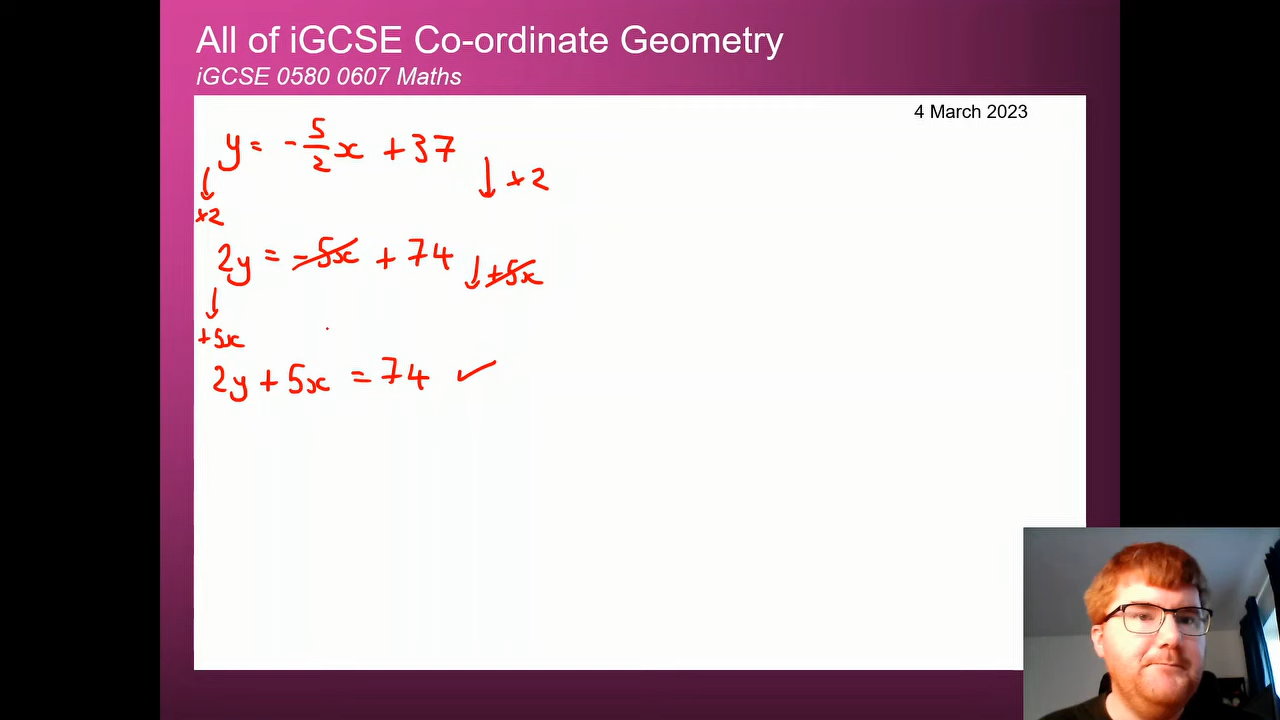 All of iGCSE Co-ordinate Geometry
iGCSE 0580 0607 Maths
4 March 2023
y = -5/2x + 37
↓ ×2 ↓ ×2
2y = -5x + 74
↓ +5x ↓ +5x
2y + 5x = 74 ✓